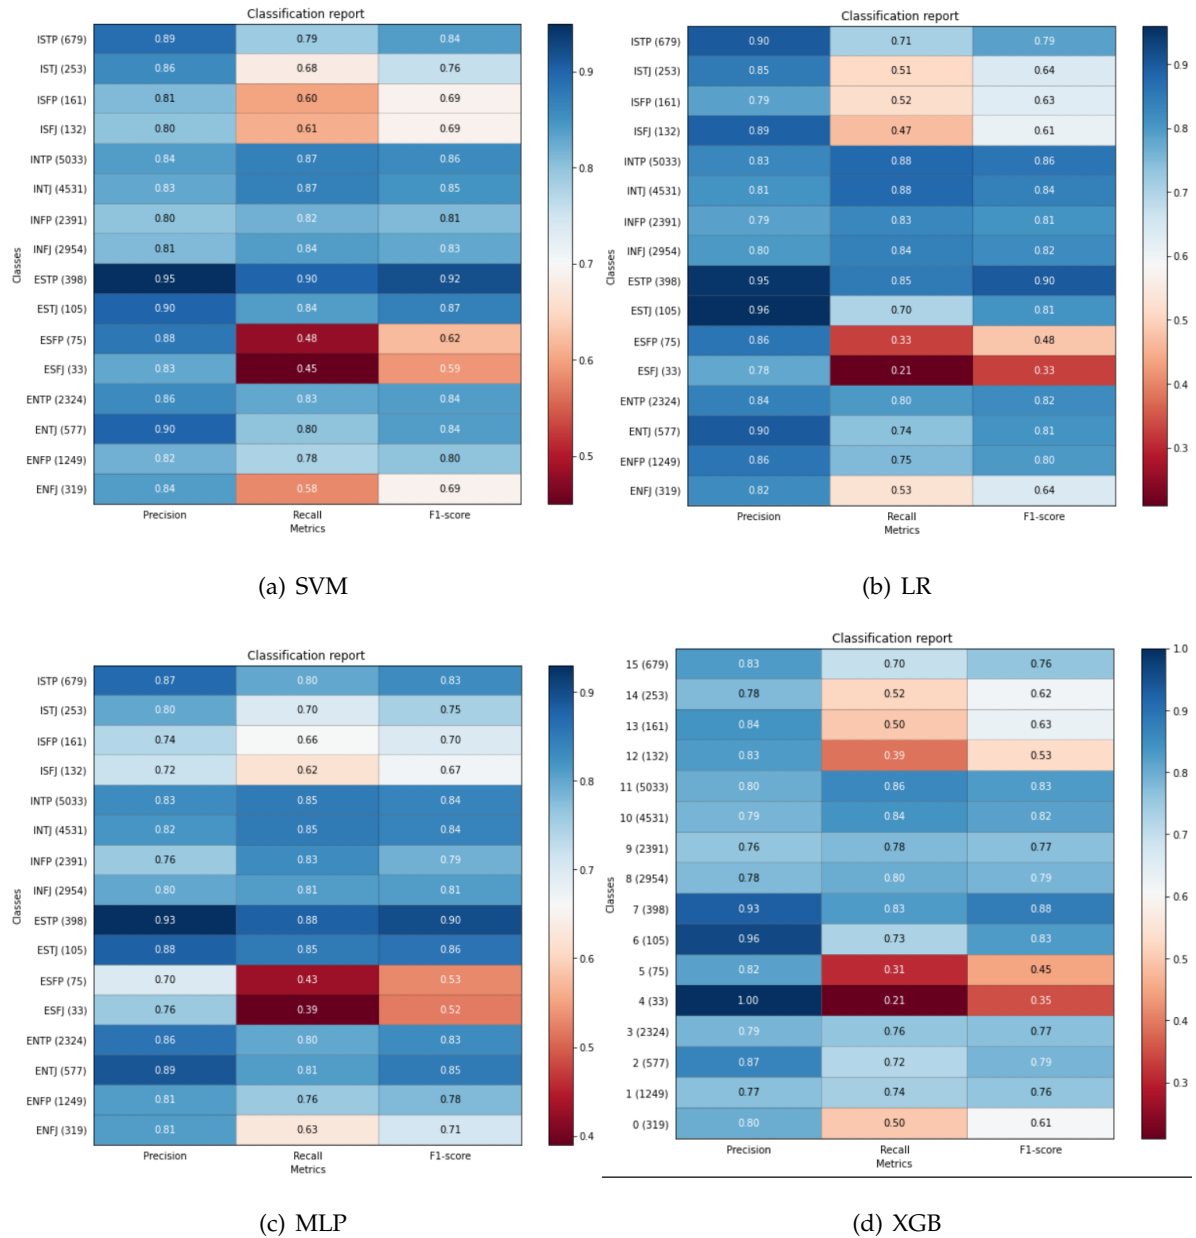 Classification report
ISTP (679) 0.89 0.79 0.84
ISTJ (253) 0.86 0.68 0.76
ISFP (161) 0.81 0.60 0.69
ISFJ (132) 0.80 0.61 0.69
INTP (5033) 0.84 0.87 0.86
INTJ (4531) 0.83 0.87 0.85
INFP (2391) 0.80 0.82 0.81
INFJ (2954) 0.81 0.84 0.83
ESTP (398) 0.95 0.90 0.92
ESTJ (105) 0.90 0.84 0.87
ESFP (75) 0.88 0.48 0.62
ESFJ (33) 0.83 0.45 0.59
ENTP (2324) 0.86 0.83 0.84
ENTJ (577) 0.90 0.80 0.84
ENFP (1249) 0.82 0.78 0.80
ENFJ (319) 0.84 0.58 0.69
Classes
Precision Recall F1-score
Metrics
0.9
0.8
0.7
0.6
0.5
(a) SVM
Classification report
ISTP (679) 0.90 0.71 0.79
ISTJ (253) 0.85 0.51 0.64
ISFP (161) 0.79 0.52 0.63
ISFJ (132) 0.89 0.47 0.61
INTP (5033) 0.83 0.88 0.86
INTJ (4531) 0.81 0.88 0.84
INFP (2391) 0.79 0.83 0.81
INFJ (2954) 0.80 0.84 0.82
ESTP (398) 0.95 0.85 0.90
ESTJ (105) 0.96 0.70 0.81
ESFP (75) 0.86 0.33 0.48
ESFJ (33) 0.78 0.21 0.33
ENTP (2324) 0.84 0.80 0.82
ENTJ (577) 0.90 0.74 0.81
ENFP (1249) 0.86 0.75 0.80
ENFJ (319) 0.82 0.53 0.64
Classes
Precision Recall F1-score
Metrics
0.9
0.8
0.7
0.6
0.5
0.4
0.3
(b) LR
Classification report
ISTP (679) 0.87 0.80 0.83
ISTJ (253) 0.80 0.70 0.75
ISFP (161) 0.74 0.66 0.70
ISFJ (132) 0.72 0.62 0.67
INTP (5033) 0.83 0.85 0.84
INTJ (4531) 0.82 0.85 0.84
INFP (2391) 0.76 0.83 0.79
INFJ (2954) 0.80 0.81 0.81
ESTP (398) 0.93 0.88 0.90
ESTJ (105) 0.88 0.85 0.86
ESFP (75) 0.70 0.43 0.53
ESFJ (33) 0.76 0.39 0.52
ENTP (2324) 0.86 0.80 0.83
ENTJ (577) 0.89 0.81 0.85
ENFP (1249) 0.81 0.76 0.78
ENFJ (319) 0.81 0.63 0.71
Classes
Precision Recall F1-score
Metrics
0.9
0.8
0.7
0.6
0.5
0.4
(c) MLP
Classification report
15 (679) 0.83 0.70 0.76
14 (253) 0.78 0.52 0.62
13 (161) 0.84 0.50 0.63
12 (132) 0.83 0.39 0.53
11 (5033) 0.80 0.86 0.83
10 (4531) 0.79 0.84 0.82
9 (2391) 0.76 0.78 0.77
8 (2954) 0.78 0.80 0.79
7 (398) 0.93 0.83 0.88
6 (105) 0.96 0.73 0.83
5 (75) 0.82 0.31 0.45
4 (33) 1.00 0.21 0.35
3 (2324) 0.79 0.76 0.77
2 (577) 0.87 0.72 0.79
1 (1249) 0.77 0.74 0.76
0 (319) 0.80 0.50 0.61
Classes
Precision Recall F1-score
Metrics
1.0
0.9
0.8
0.7
0.6
0.5
0.4
0.3
(d) XGB